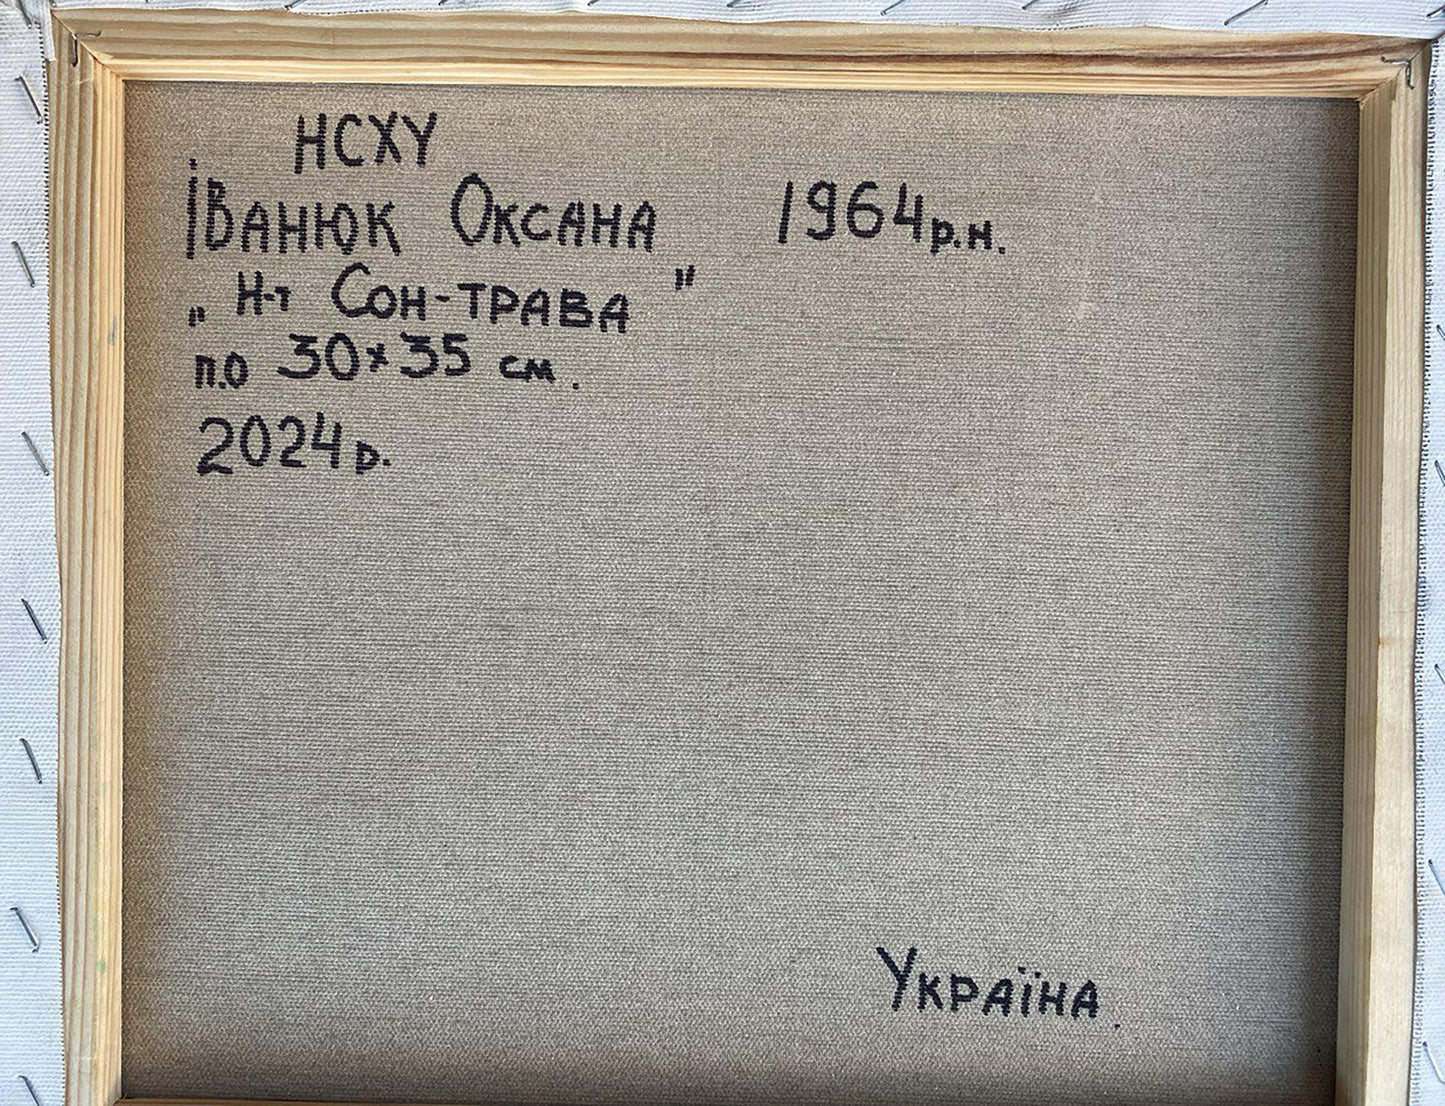 НСХУ
Іванюк Оксана 1964р.н.
„ Н-т Сон-трава "
п.о 30×35 см.
2024р.
Україна.